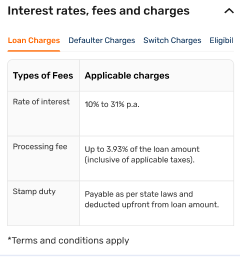 Interest rates, fees and charges
Loan Charges Defaulter Charges Switch Charges Eligibil
Types of Fees Applicable charges
Rate of interest 10% to 31% p.a.
Processing fee Up to 3.93% of the loan amount
(inclusive of applicable taxes).
Stamp duty Payable as per state laws and
deducted upfront from loan amount.
*Terms and conditions apply